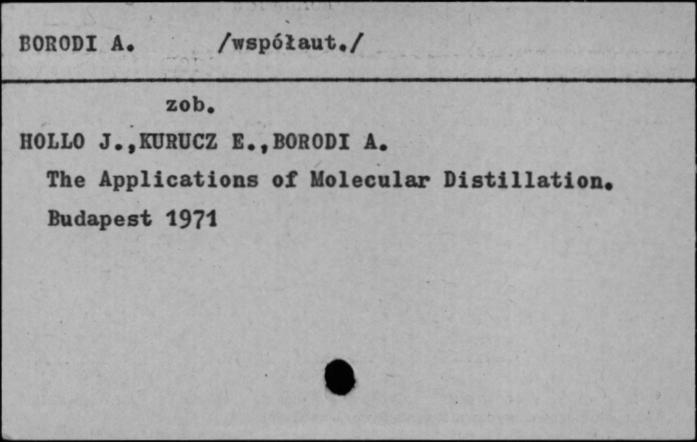 BORODI A. /współaut./
zob.
HOLLO J.,KURUCZ E.,BORODI A.
The Applications of Molecular Distillation.
Budapest 1971